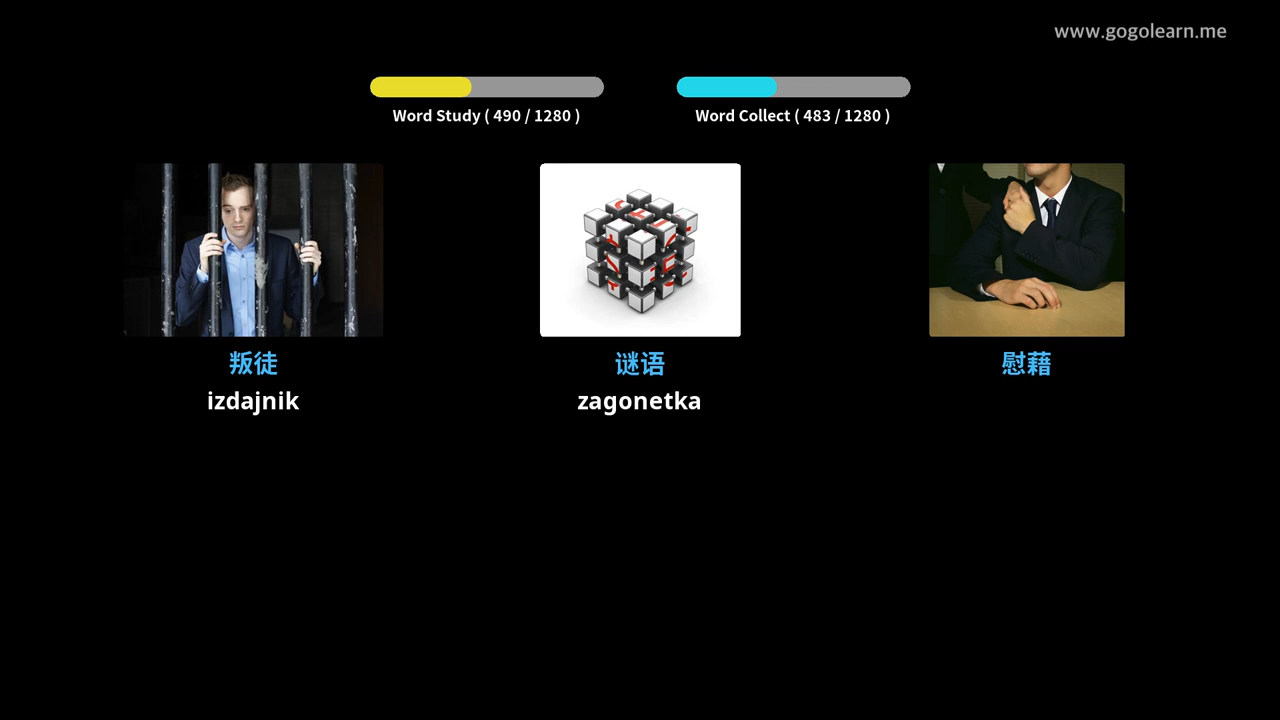 www.gogolearn.me
Word Study ( 490 / 1280 )
Word Collect ( 483 / 1280 )
叛徒
谜语
慰藉
izdajnik
zagonetka